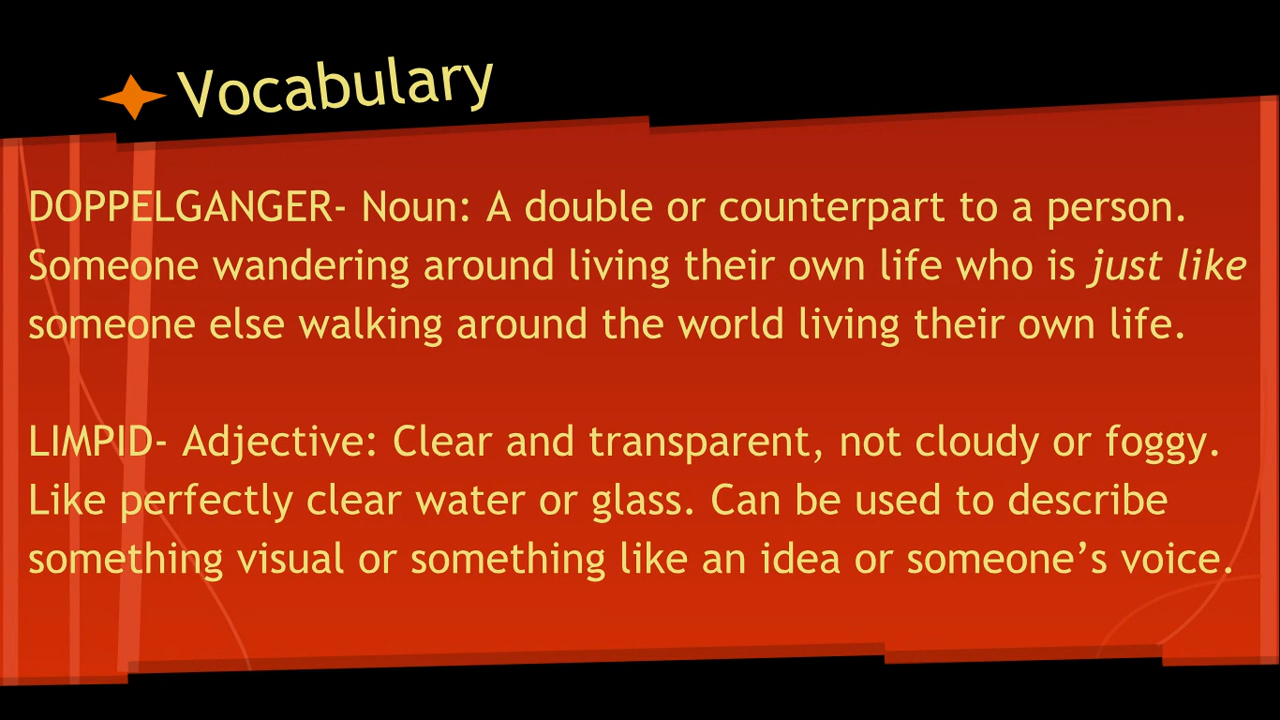 Vocabulary
DOPPELGANGER- Noun: A double or counterpart to a person.
Someone wandering around living their own life who is just like
someone else walking around the world living their own life.
LIMPID- Adjective: Clear and transparent, not cloudy or foggy.
Like perfectly clear water or glass. Can be used to describe
something visual or something like an idea or someone’s voice.